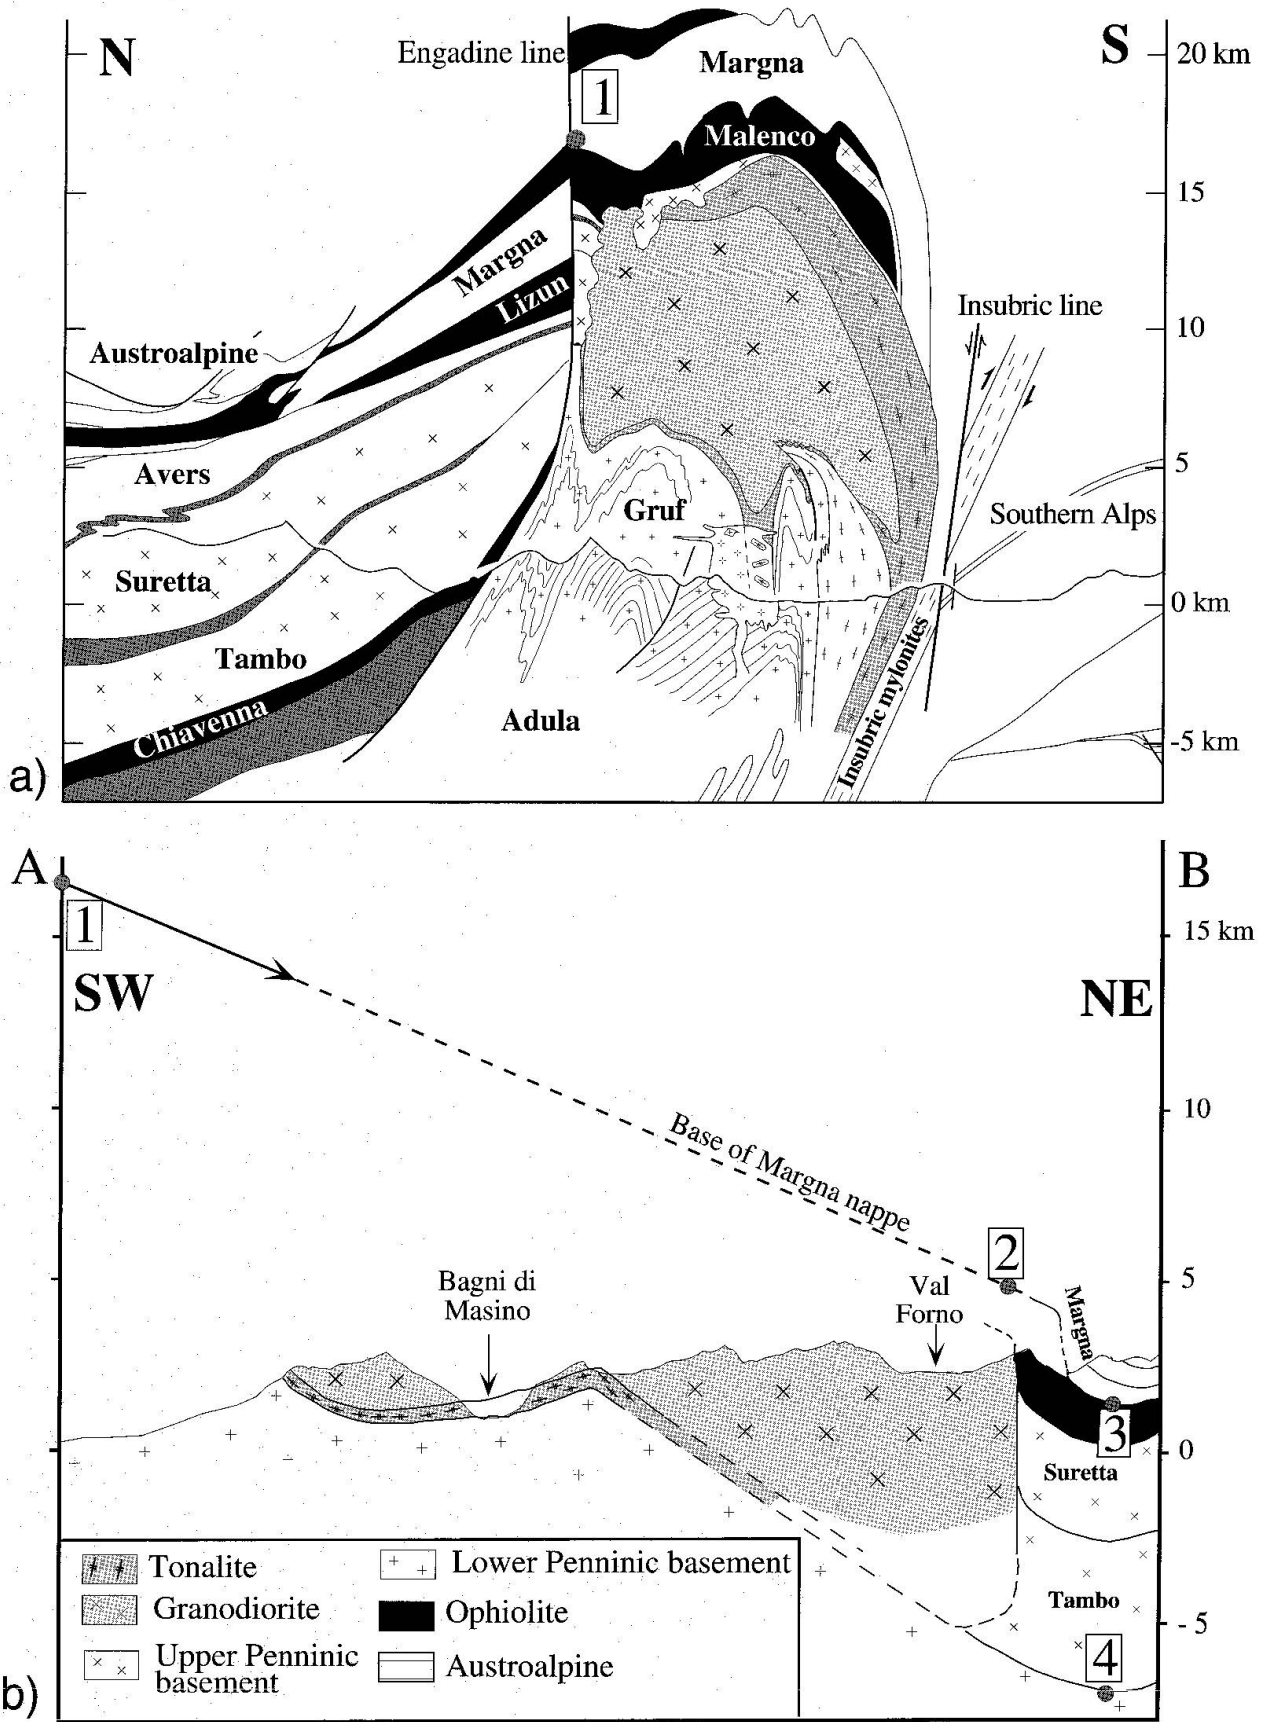 N
Engadine line
S
20 km
Margna
1
Malenco
15
Margna
Lizun
Insubric line
10
Austroalpine
Avers
5
Gruf
Southern Alps
Suretta
0 km
Tambo
Insubric mylonites
Chiavenna
Adula
-5 km
a)
A
B
1
15 km
SW
NE
10
Base of Margna nappe
2
5
Bagni di
Masino
Val
Forno
Margna
3
0
Suretta
Tonalite
Lower Penninic basement
Tambo
-5
Granodiorite
Ophiolite
Upper Penninic
basement
Austroalpine
4
b)